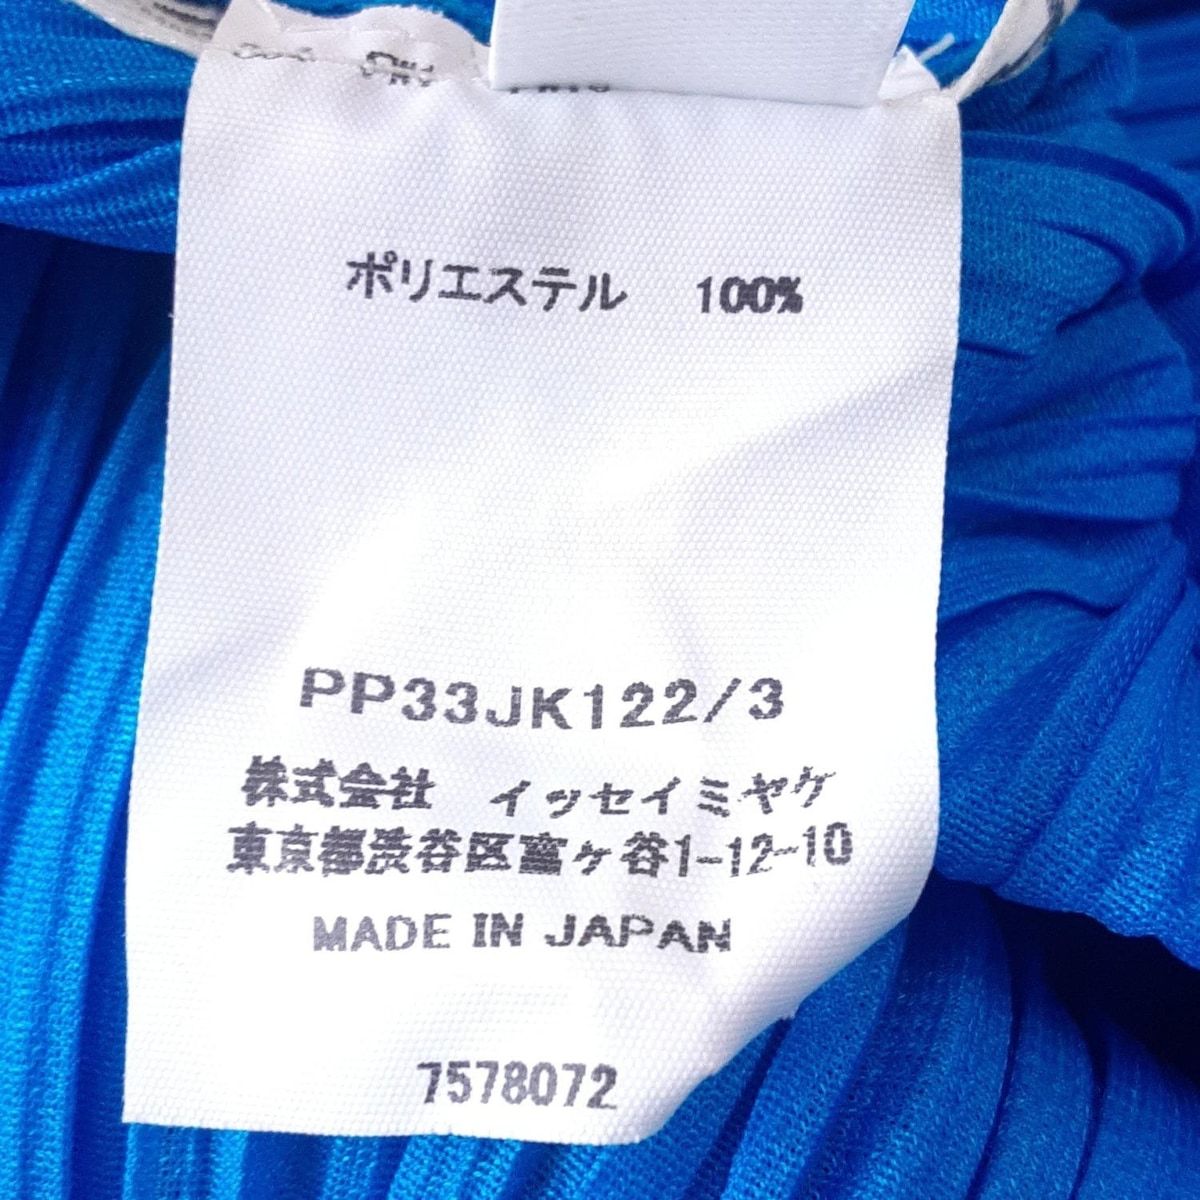 ポリエステル 100%
PP33JK122/3
株式会社 イッセイミヤケ
東京都渋谷区富ヶ谷1-12-10
MADE IN JAPAN
7578072